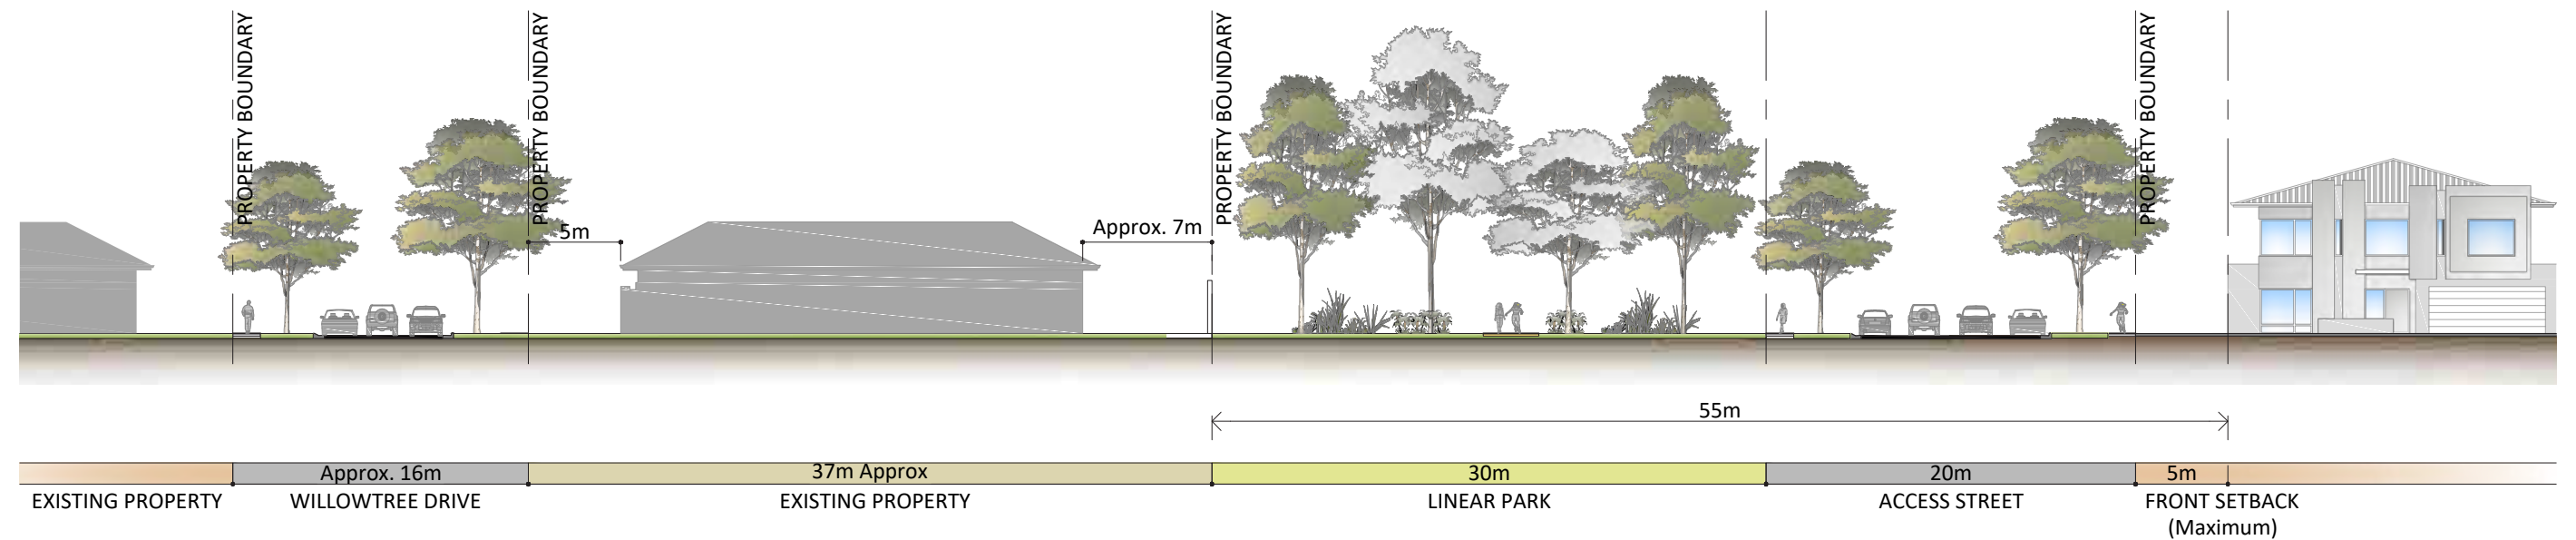 PROPERTY BOUNDARY
PROPERTY BOUNDARY
PROPERTY BOUNDARY
PROPERTY BOUNDARY
5m
Approx. 7m
55m
Approx. 16m
37m Approx
30m
20m
5m
EXISTING PROPERTY
WILLOWTREE DRIVE
EXISTING PROPERTY
LINEAR PARK
ACCESS STREET
FRONT SETBACK
(Maximum)